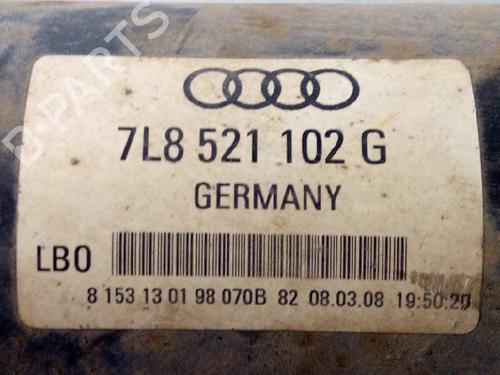 B-PARTS
7L8 521 102 G
GERMANY
LBO
8 153 13 01 98 070B 82 08.03.08 19:50:20